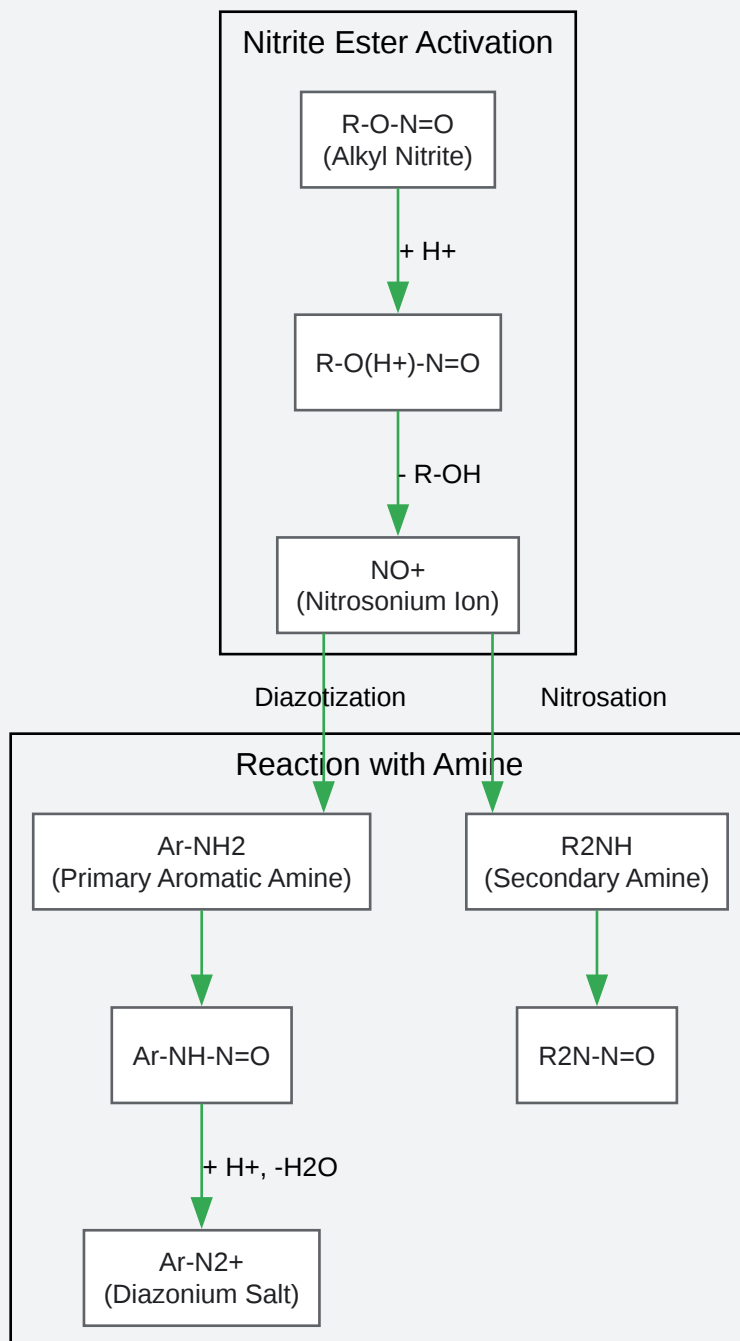 Nitrite Ester Activation
R-O-N=O
(Alkyl Nitrite)
+ H+
R-O(H+)-N=O
- R-OH
NO+
(Nitrosonium Ion)
Diazotization
Nitrosation
Reaction with Amine
Ar-NH2
(Primary Aromatic Amine)
R2NH
(Secondary Amine)
Ar-NH-N=O
R2N-N=O
+ H+, -H2O
Ar-N2+
(Diazonium Salt)